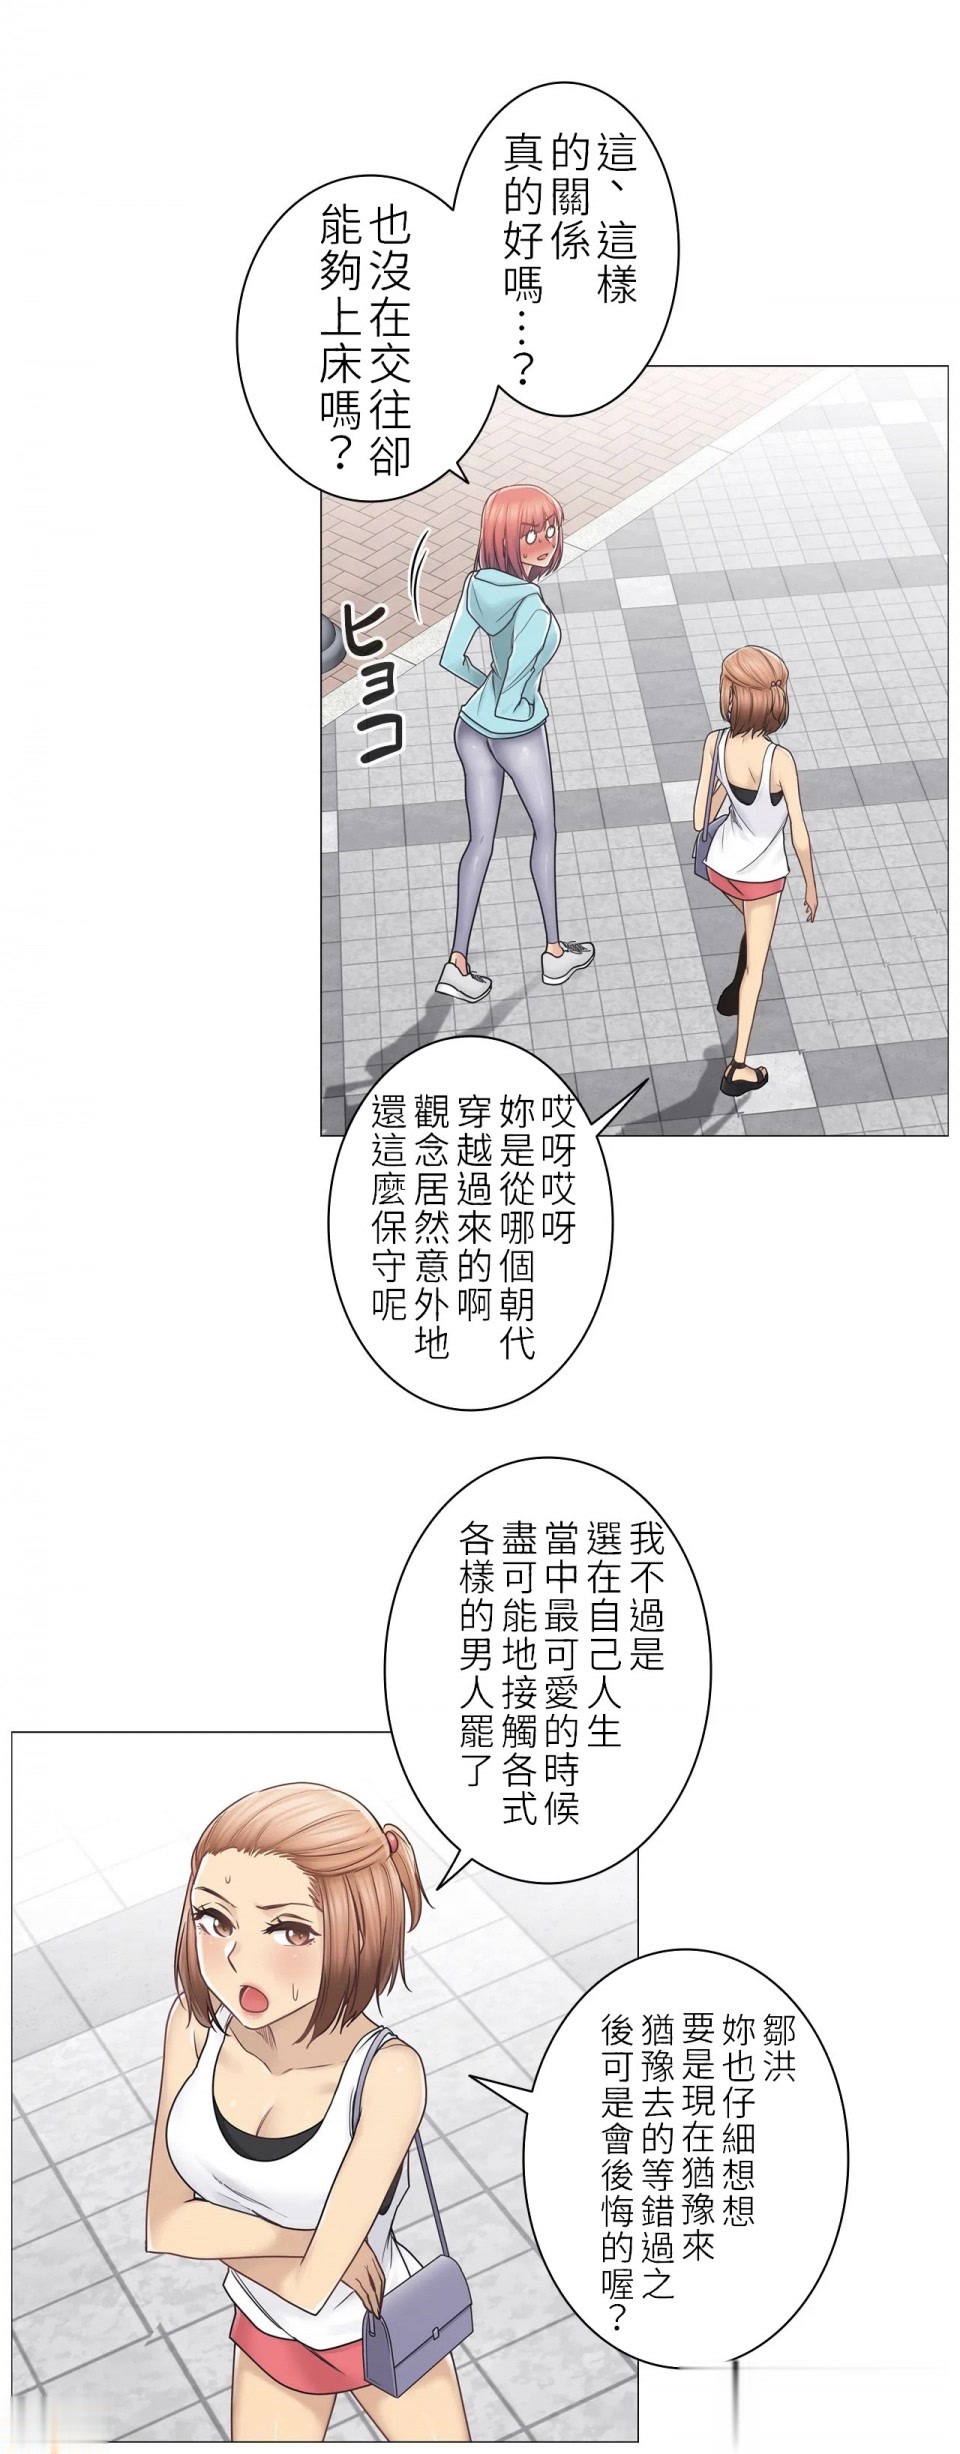 這、這樣
的關係
真的好嗎…？
也沒在交往卻
能夠上床嗎？
ヒョコ
哎呀哎呀
妳是從哪個朝代
穿越過來的啊
觀念居然意外地
還這麼保守呢
我不過是
選在自己人生
當中最可愛的時候
盡可能地接觸各式
各樣的男人罷了
鄒洪
妳也仔細想想
要是現在猶豫來
猶豫去的等錯過之
後可是會後悔的喔？